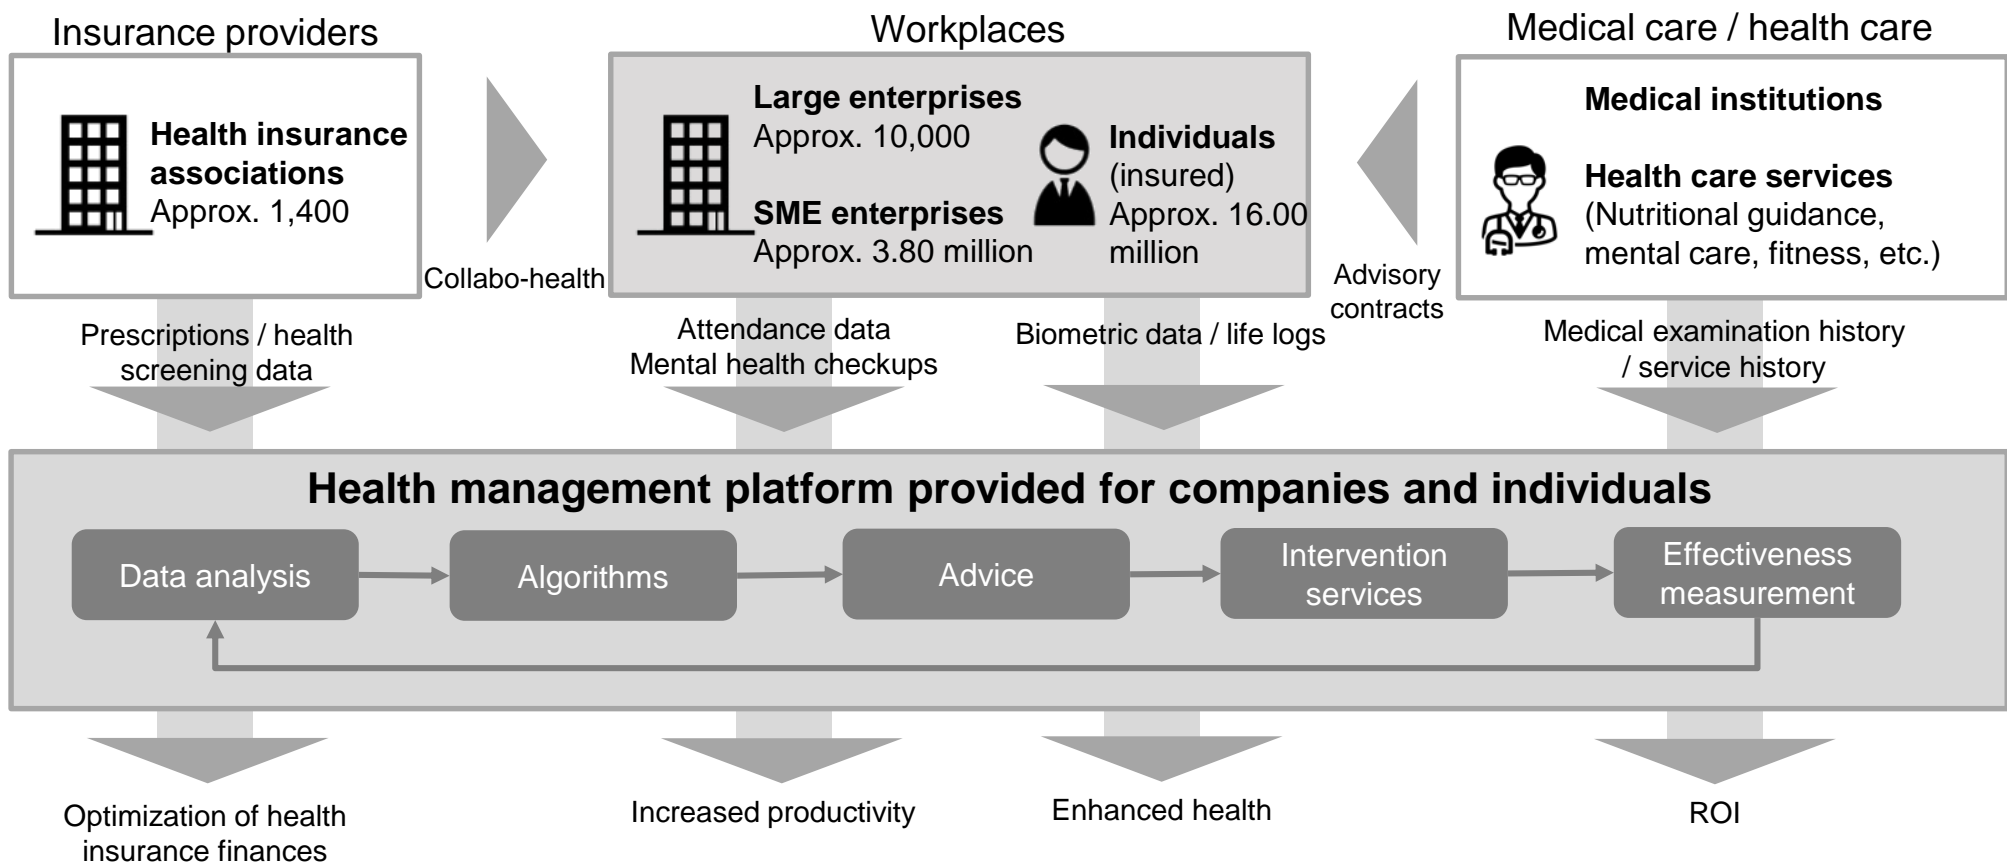 Insurance providers
Workplaces
Medical care / health care
Health insurance
associations
Approx. 1,400
Collabo-health
Large enterprises
Approx. 10,000
SME enterprises
Approx. 3.80 million
Individuals
(insured)
Approx. 16.00
million
Advisory
contracts
Medical institutions
Health care services
(Nutritional guidance,
mental care, fitness, etc.)
Prescriptions / health
screening data
Attendance data
Mental health checkups
Biometric data / life logs
Medical examination history
/ service history
Health management platform provided for companies and individuals
Data analysis
Algorithms
Advice
Intervention
services
Effectiveness
measurement
Optimization of health
insurance finances
Increased productivity
Enhanced health
ROI